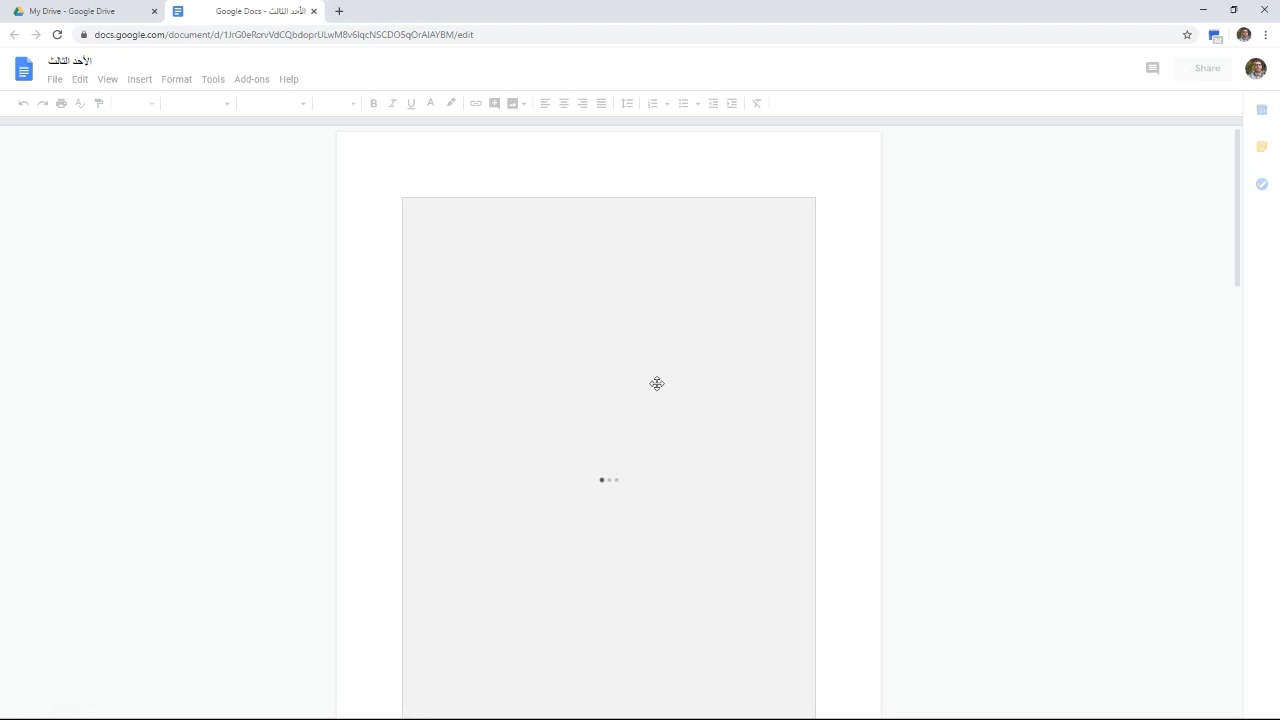 My Drive - Google Drive
Google Docs - الأحد الثالث
docs.google.com/document/d/1JrG0eRcrvVdCQbdoprULwM8v6IqcNSCDO5qOrAIAYBM/edit
الأحد الثالث
File Edit View Insert Format Tools Add-ons Help
Share